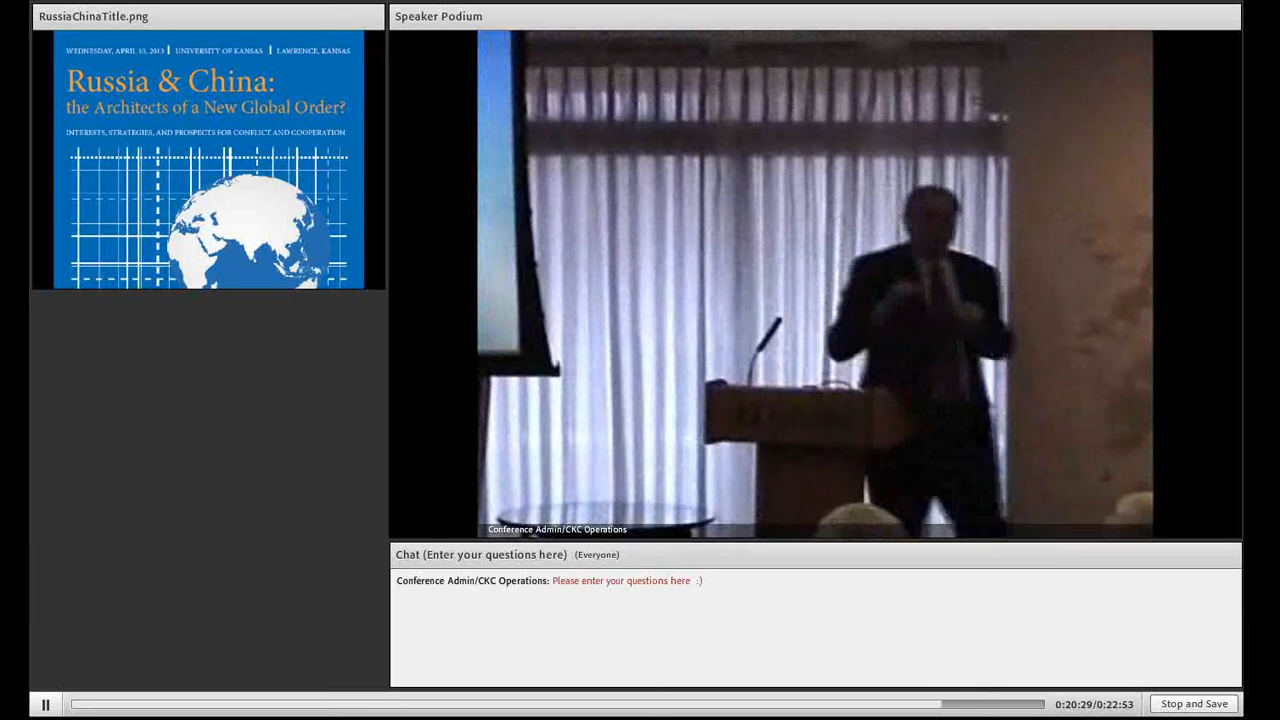 RussiaChinaTitle.png
WEDNESDAY, APRIL 10, 2013 | UNIVERSITY OF KANSAS | LAWRENCE, KANSAS
Russia & China:
the Architects of a New Global Order?
INTERESTS, STRATEGIES, AND PROSPECTS FOR CONFLICT AND COOPERATION
Speaker Podium
Conference Admin/CKC Operations
Chat (Enter your questions here) (Everyone)
Conference Admin/CKC Operations: Please enter your questions here :)
0:20:29/0:22:53
Stop and Save